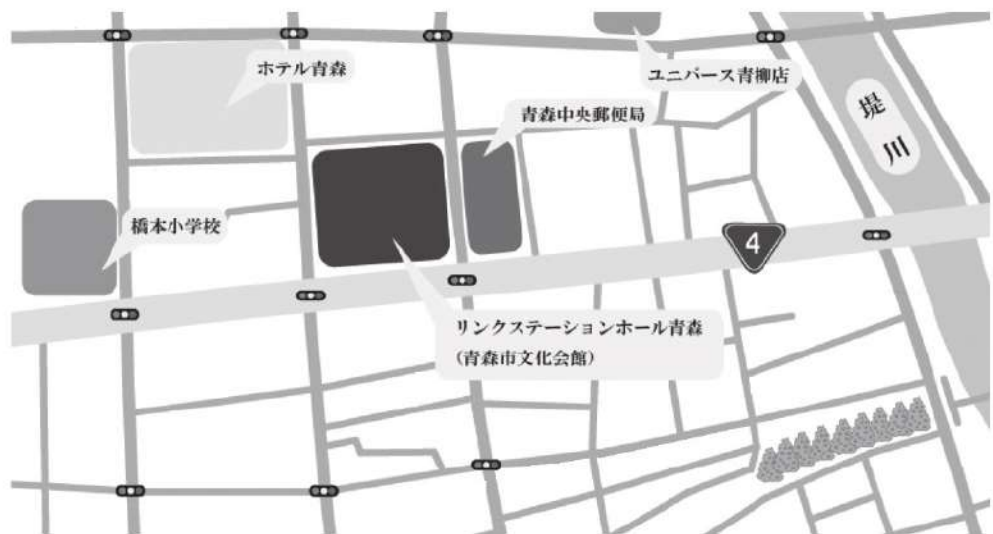 ホテル青森
ユニバース青柳店
青森中央郵便局
堤川
橋本小学校
4
リンクステーションホール青森
(青森市文化会館)